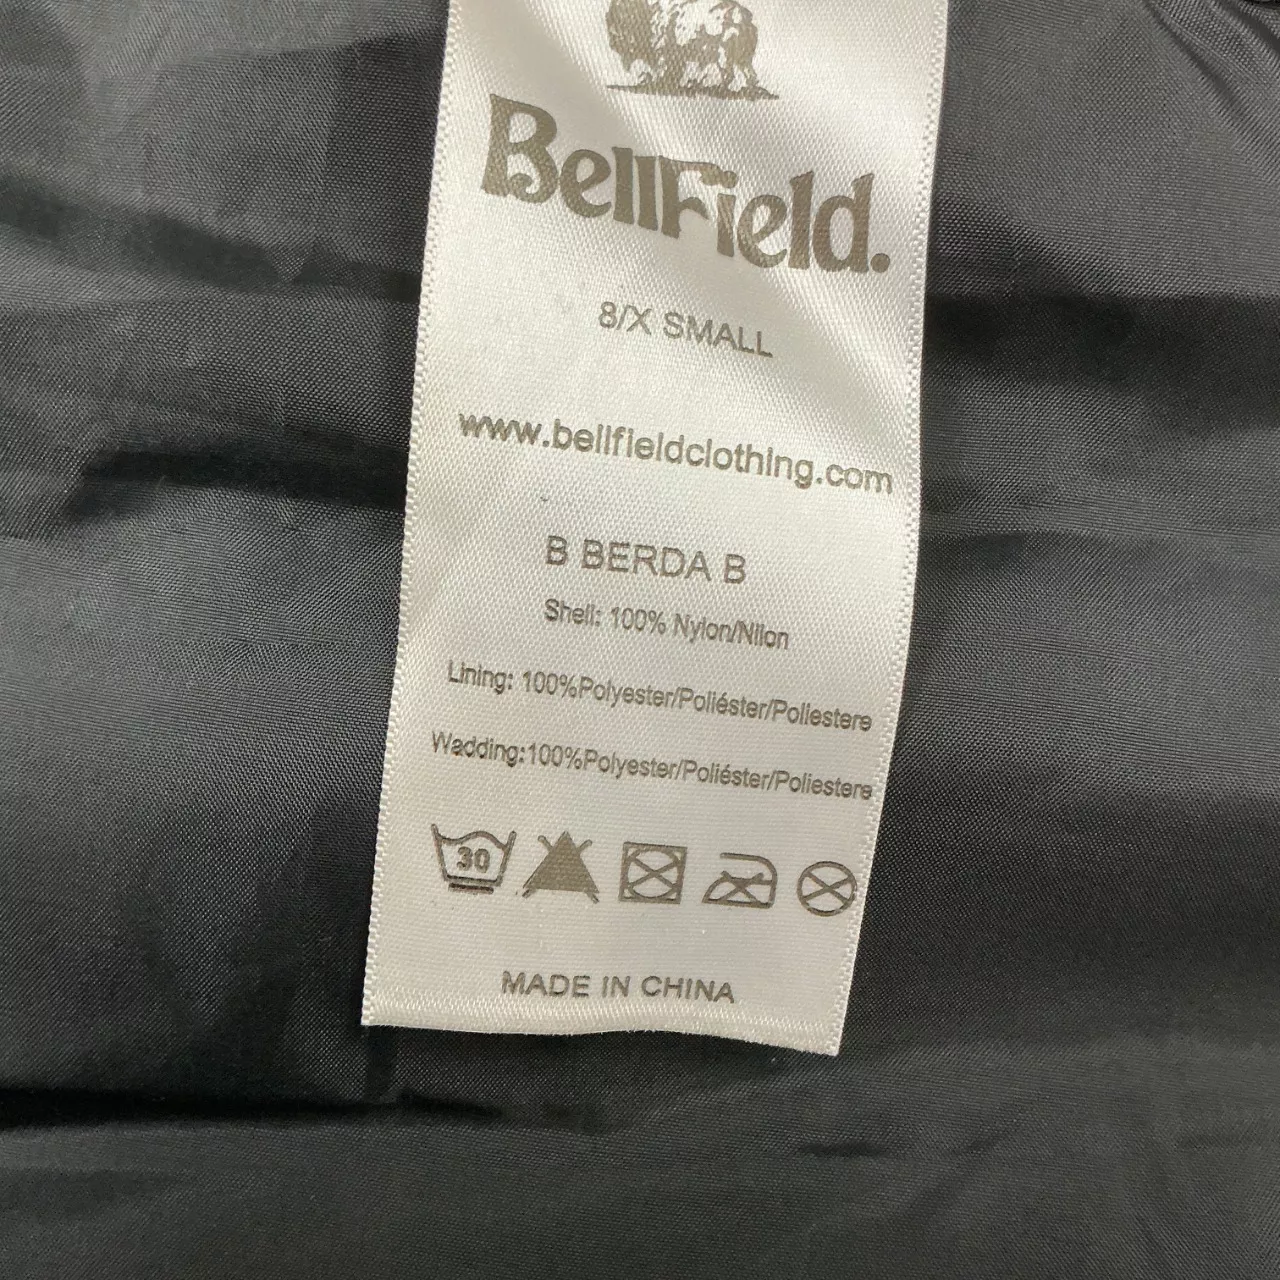 BellField.
8/X SMALL
www.bellfieldclothing.com
B BERDA B
Shell: 100% Nylon/Nilon
Lining: 100%Polyester/Poliéster/Poliestere
Wadding:100%Polyester/Poliéster/Poliestere
30
MADE IN CHINA